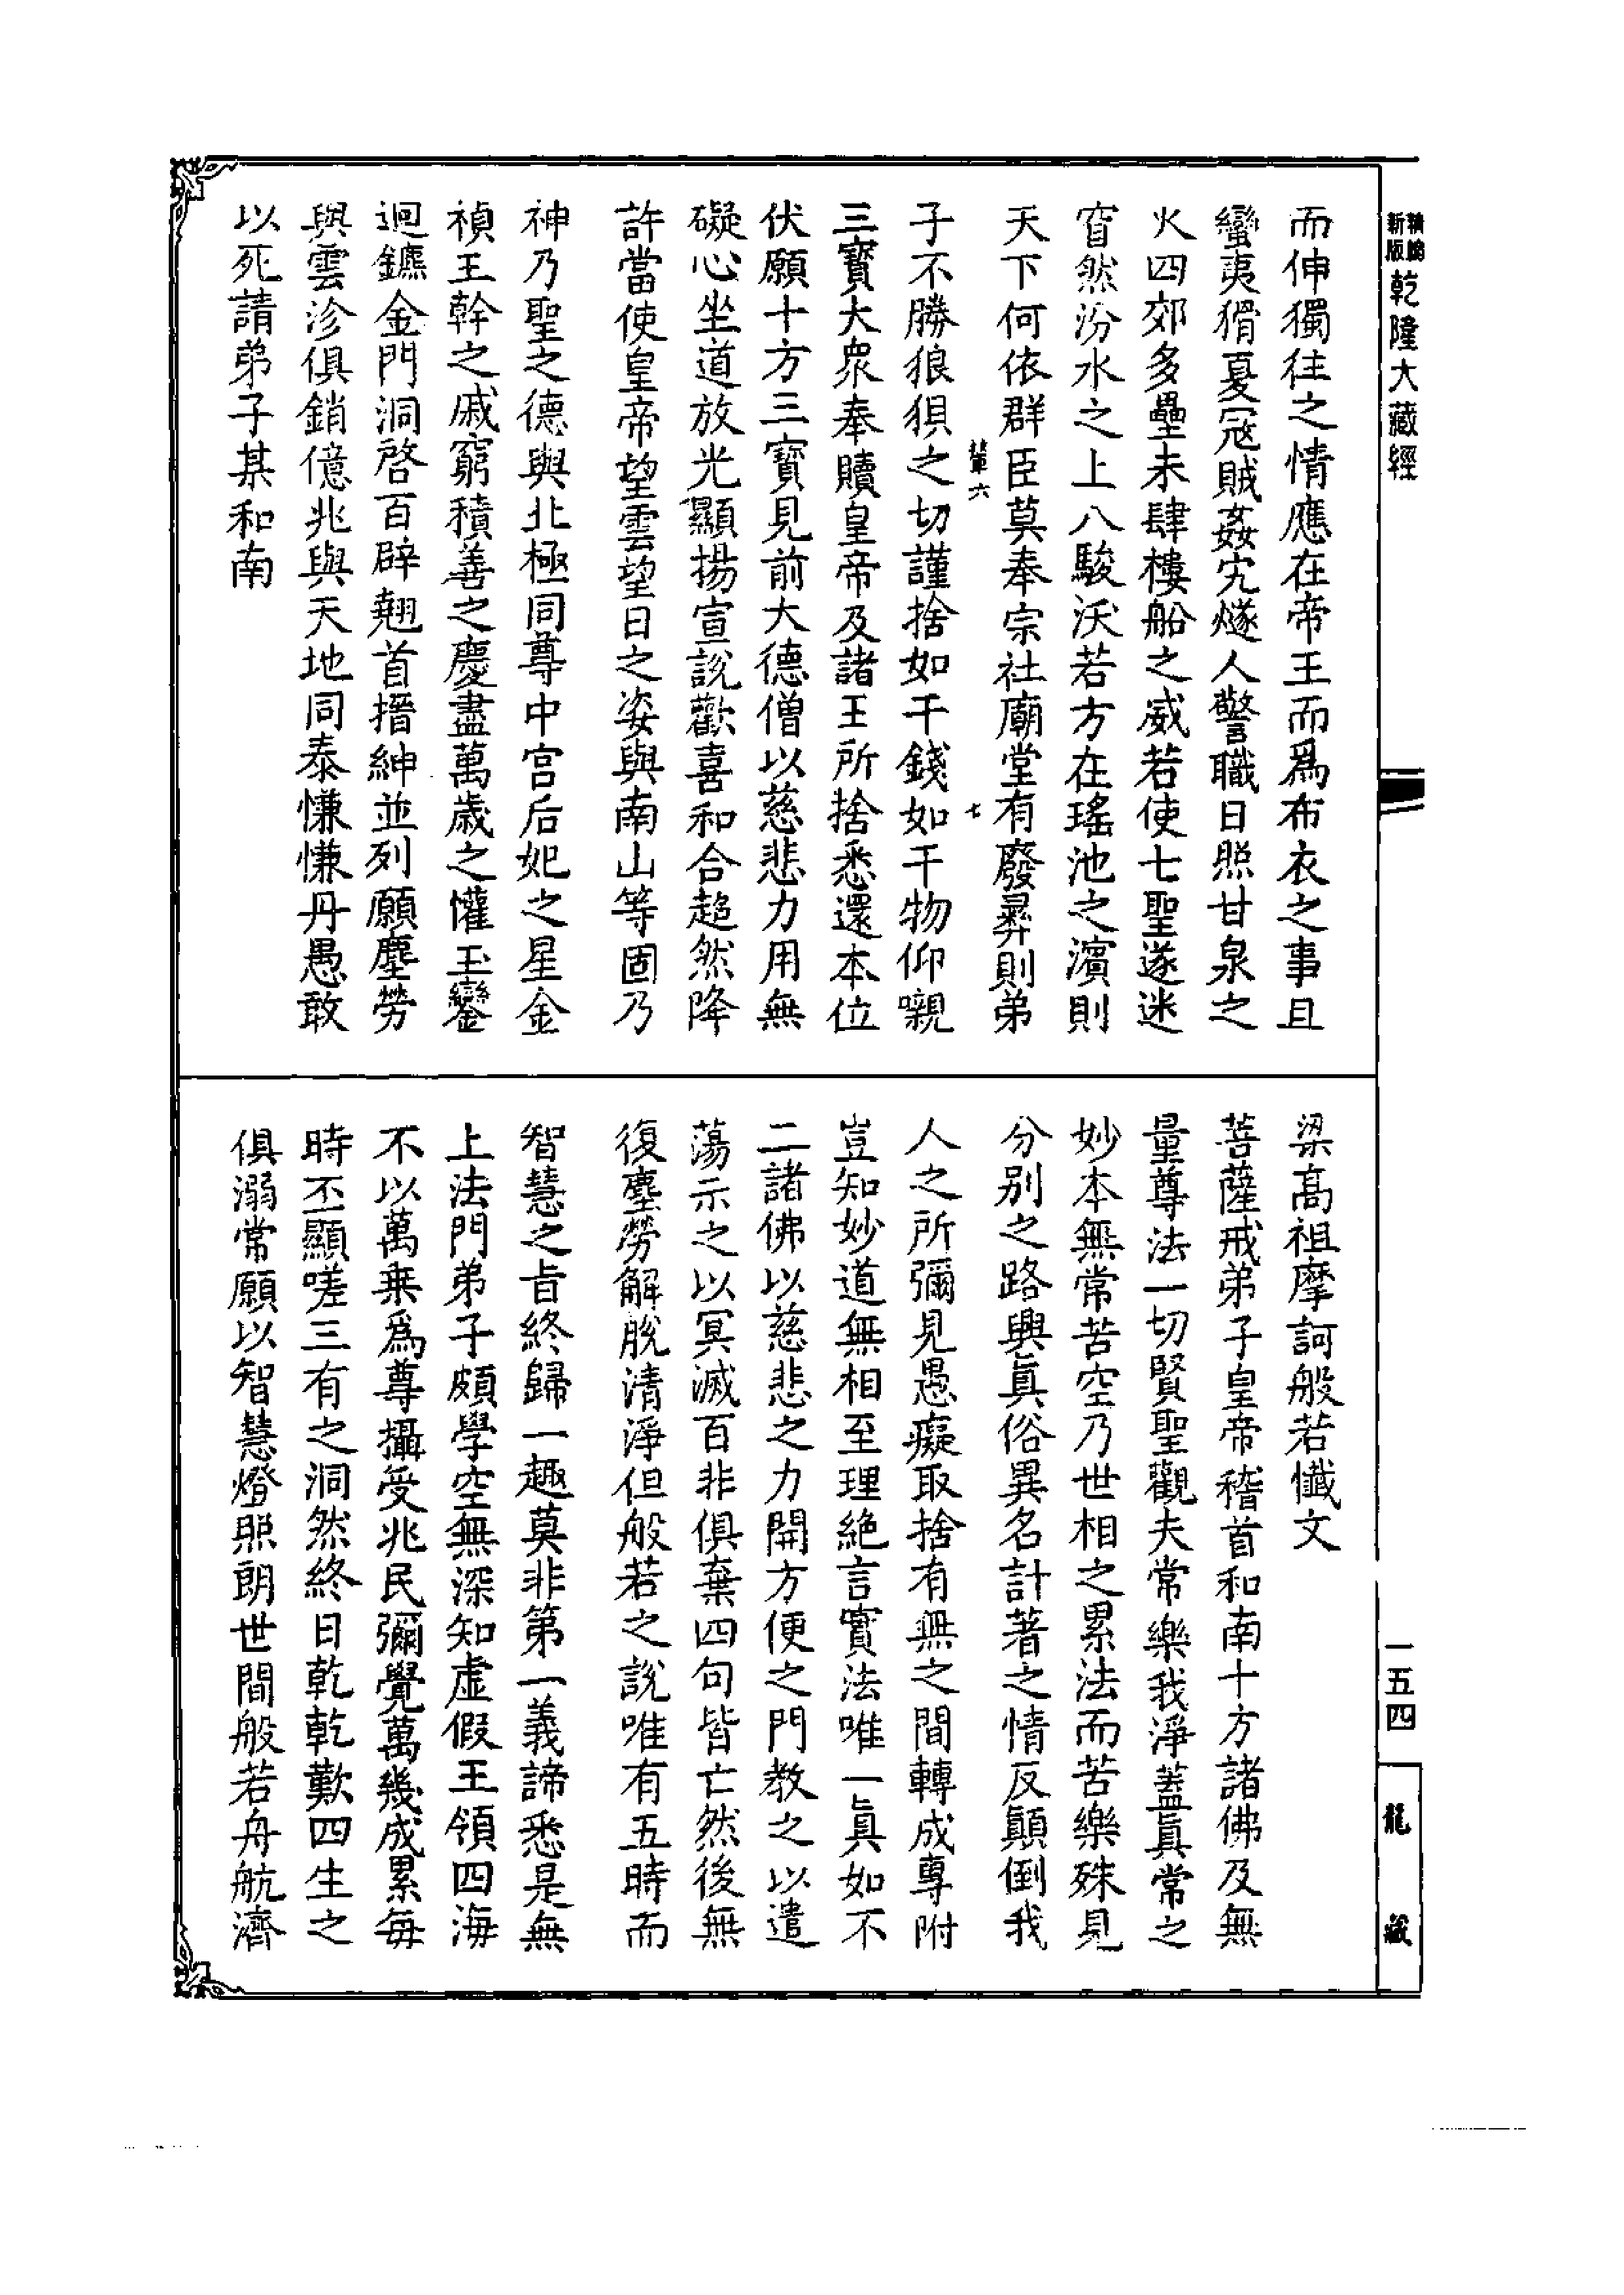 新編
新版
乾隆大藏經
一五四
龍藏
而伸獨往之情應在帝王而爲布衣之事且
蠻夷猾夏冦賊姦宄燧人警職日照甘泉之
火四郊多壘未肆樓船之威若使七聖遂迷
窅然汾水之上八駿沃若方在瑤池之濵則
天下何依群臣莫奉宗社廟堂有廢彞則弟
輦六
七
子不勝狼狽之切謹捨如干錢如干物仰嚫
三寶大衆奉贖皇帝及諸王所捨悉還本位
伏願十方三寶見前大德僧以慈悲力用無
礙心坐道放光顯揚宣説歡喜和合超然降
許當使皇帝望雲望日之姿與南山等固乃
神乃聖之德與北極同尊中宫后妃之星金
禎王幹之戚窮積善之慶盡萬歲之懽玉鑾
迴鑣金門洞啓百辟翹首搢紳並列願塵勞
與雲沴俱銷億兆與天地同泰慊慊丹愚敢
以死請弟子某和南
梁高祖摩訶般若懺文
菩薩戒弟子皇帝稽首和南十方諸佛及無
量尊法一切賢聖觀夫常樂我淨蓋眞常之
妙本無常苦空乃世相之累法而苦樂殊見
分別之路興眞俗異名計著之情反顛倒我
人之所彌見愚癡取捨有無之間轉成專附
豈知妙道無相至理絶言實法唯一眞如不
二諸佛以慈悲之力開方便之門教之以遣
蕩示之以冥滅百非俱棄四句皆亡然後無
復塵勞解脫清淨但般若之說唯有五時而
智慧之旨終歸一趣莫非第一義諦悉是無
上法門弟子頗學空無深知虛假王領四海
不以萬乘爲尊攝受兆民彌覺萬幾成累每
時丕顯嗟三有之洞然終日乾乾歎四生之
俱溺常願以智慧燈照朗世間般若舟航濟